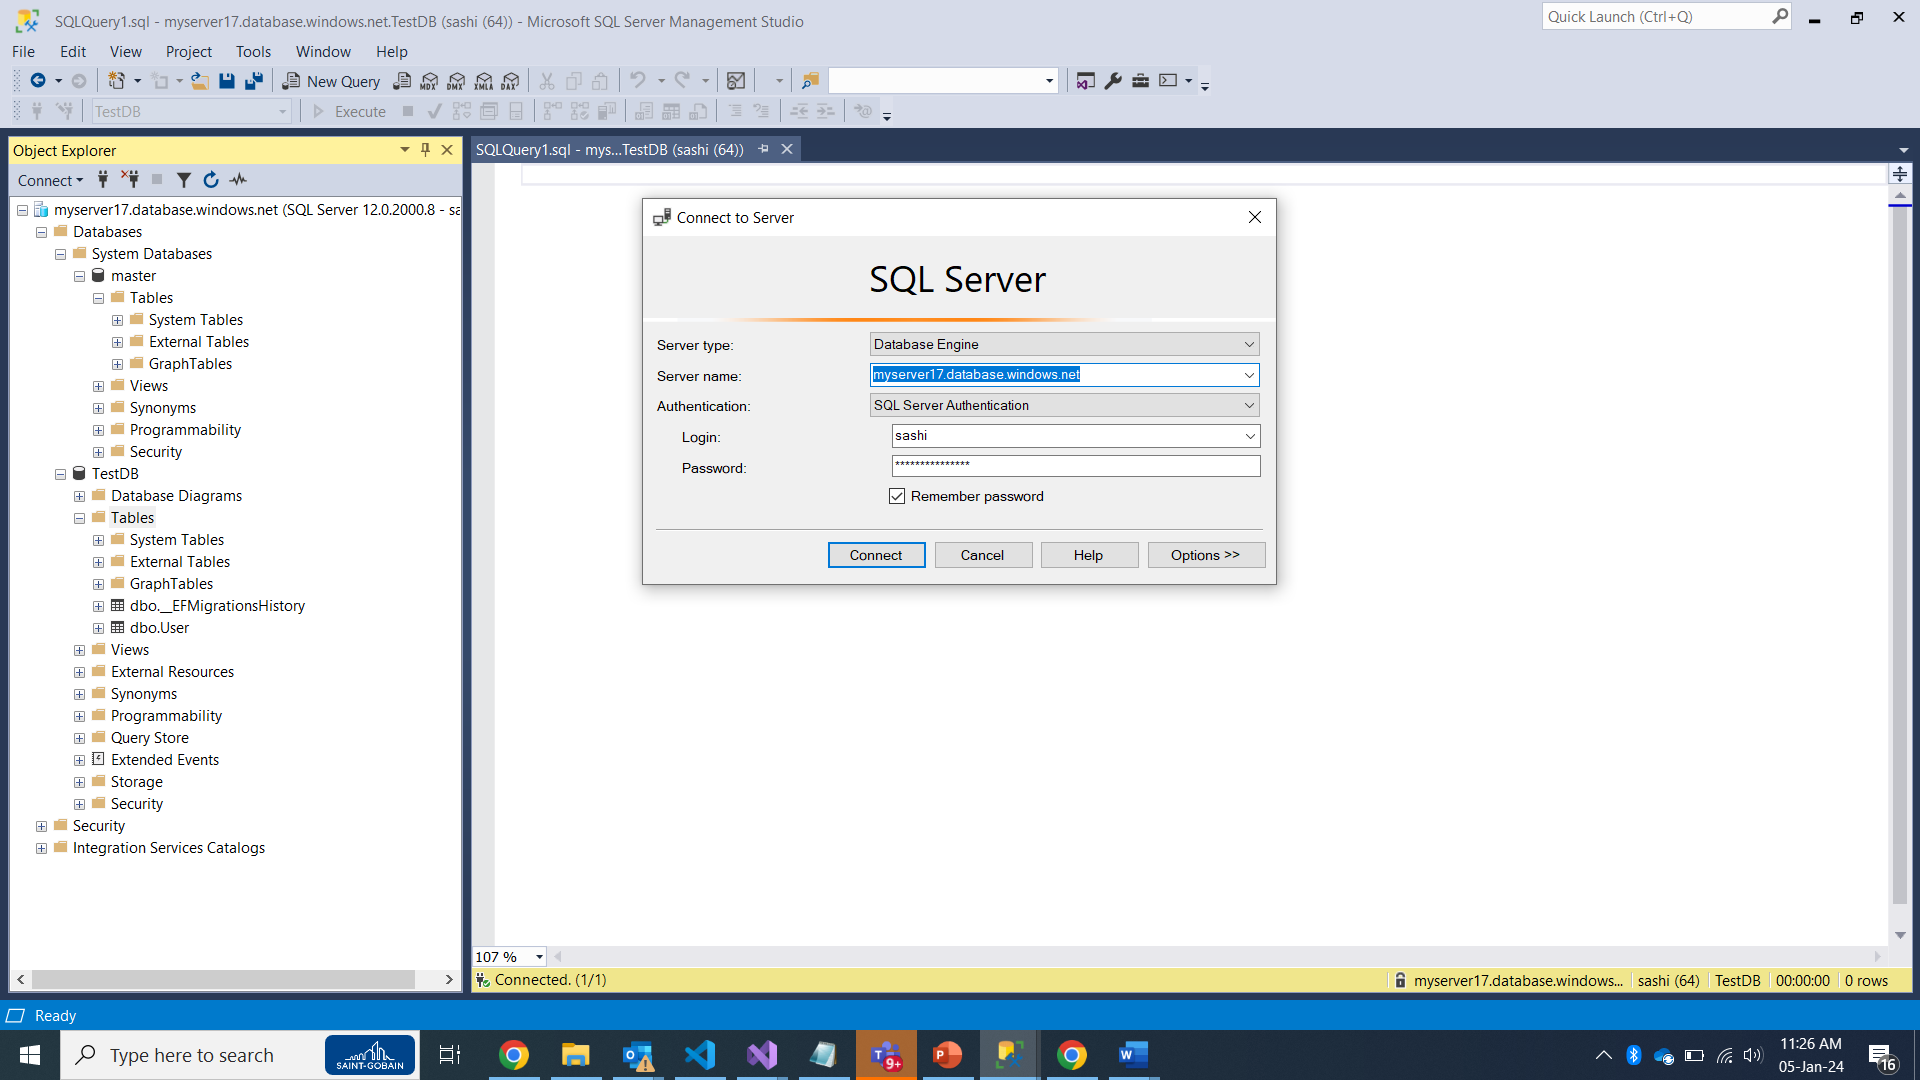 SQLQuery1.sql - myserver17.database.windows.net.TestDB (sashi (64)) - Microsoft SQL Server Management Studio
Quick Launch (Ctrl+Q)
File Edit View Project Tools Window Help
New Query MDX DMX XMLA DAX
TestDB Execute
Object Explorer
SQLQuery1.sql - mys...TestDB (sashi (64))
Connect
myserver17.database.windows.net (SQL Server 12.0.2000.8 - sa
Databases
System Databases
master
Tables
System Tables
External Tables
GraphTables
Views
Synonyms
Programmability
Security
TestDB
Database Diagrams
Tables
System Tables
External Tables
GraphTables
dbo.__EFMigrationsHistory
dbo.User
Views
External Resources
Synonyms
Programmability
Query Store
Extended Events
Storage
Security
Security
Integration Services Catalogs
Connect to Server
SQL Server
Server type: Database Engine
Server name: myserver17.database.windows.net
Authentication: SQL Server Authentication
Login: sashi
Password: ***************
Remember password
Connect Cancel Help Options >>
107 %
Connected. (1/1)
myserver17.database.windows... sashi (64) TestDB 00:00:00 0 rows
Ready
Type here to search
SAINT-GOBAIN
9+
11:26 AM
05-Jan-24
16